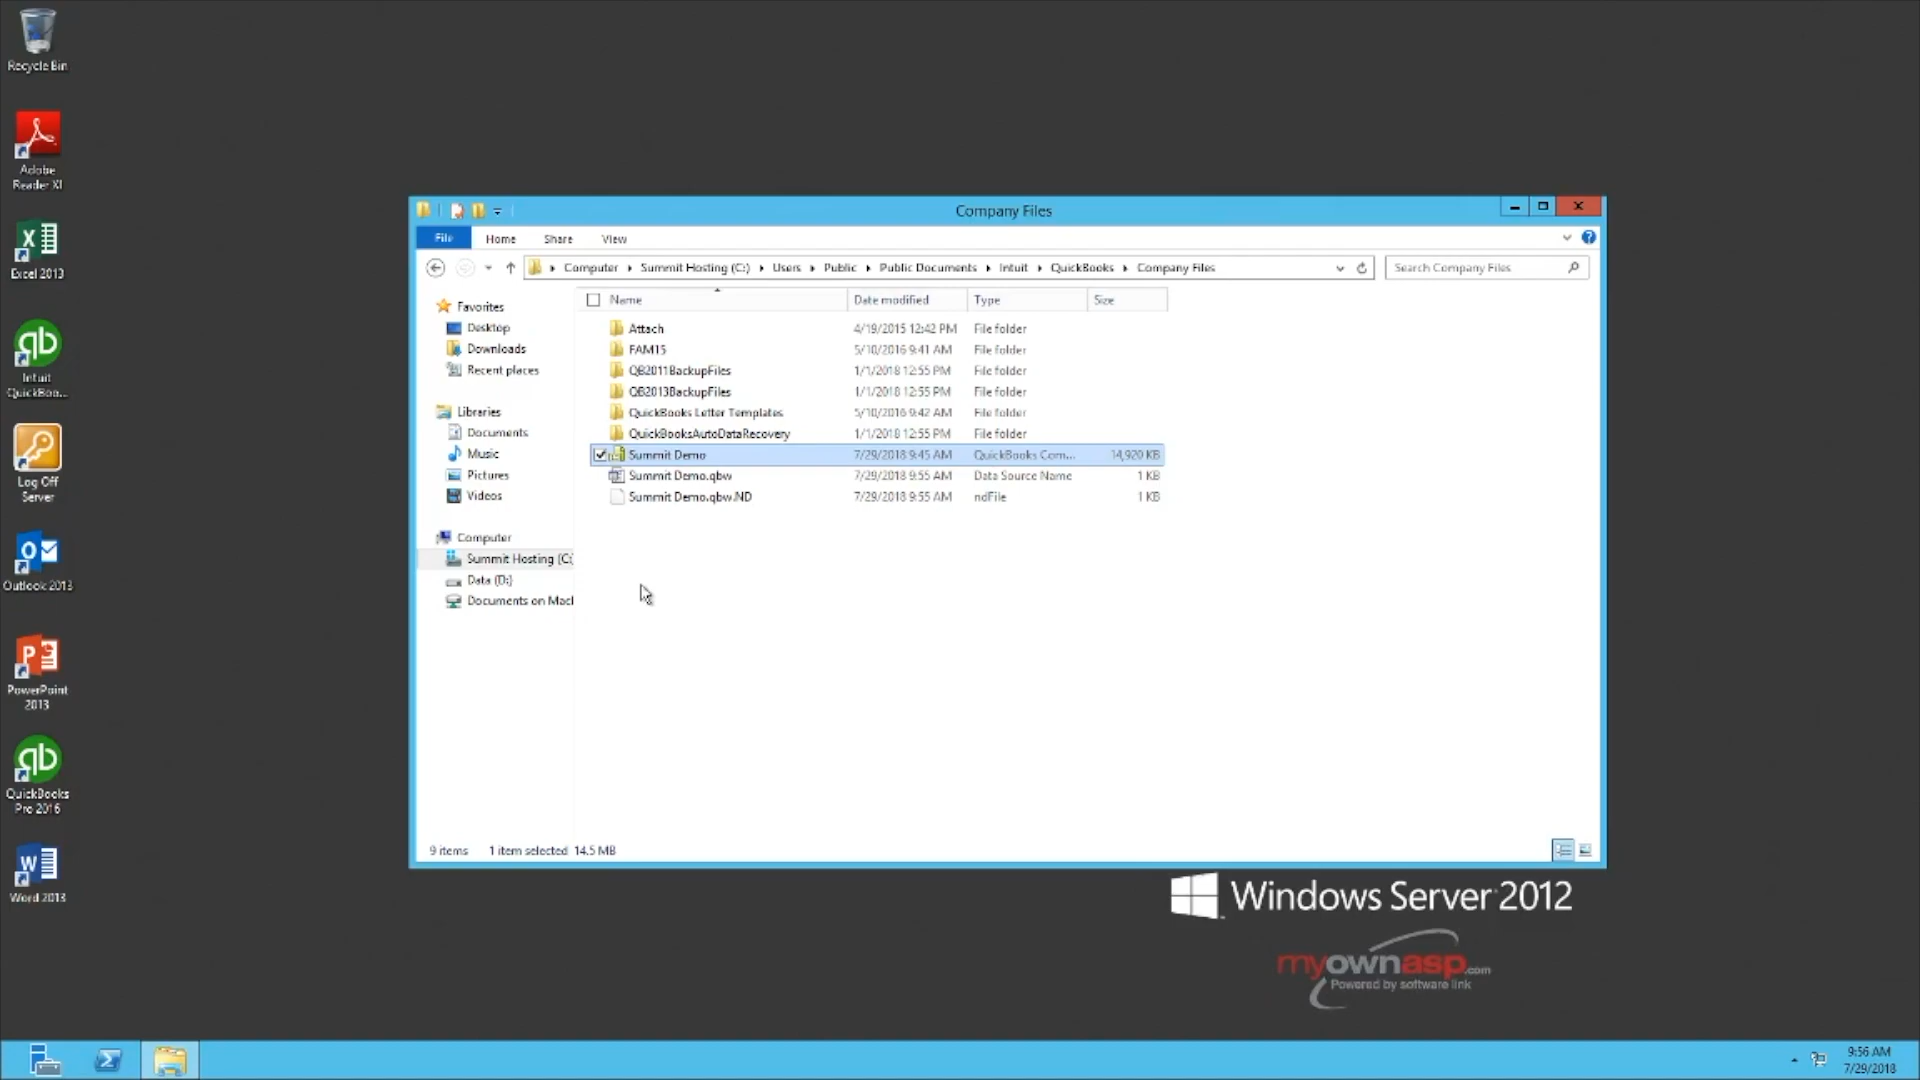 Recycle Bin
Adobe
Reader XI
Excel 2013
Intuit
QuickBoo...
Log Off
Server
Outlook 2013
PowerPoint
2013
QuickBooks
Pro 2016
Word 2013
Company Files
File Home Share View
Computer Summit Hosting (C:) Users Public Public Documents Intuit QuickBooks Company Files
Search Company Files
Favorites
Desktop
Downloads
Recent places
Libraries
Documents
Music
Pictures
Videos
Computer
Summit Hosting (C:
Data (D:)
Documents on Macl
Name Date modified Type Size
Attach 4/19/2015 12:42 PM File folder
FAM15 5/10/2016 9:41 AM File folder
QB2011BackupFiles 1/1/2018 12:55 PM File folder
QB2013BackupFiles 1/1/2018 12:55 PM File folder
QuickBooks Letter Templates 5/10/2016 9:42 AM File folder
QuickBooksAutoDataRecovery 1/1/2018 12:55 PM File folder
Summit Demo 7/29/2018 9:45 AM QuickBooks Com... 14,920 KB
Summit Demo.qbw 7/29/2018 9:55 AM Data Source Name 1 KB
Summit Demo.qbw.ND 7/29/2018 9:55 AM ndFile 1 KB
9 items 1 item selected 14.5 MB
Windows Server 2012
myownasp.com
Powered by software link
9:56 AM
7/29/2018